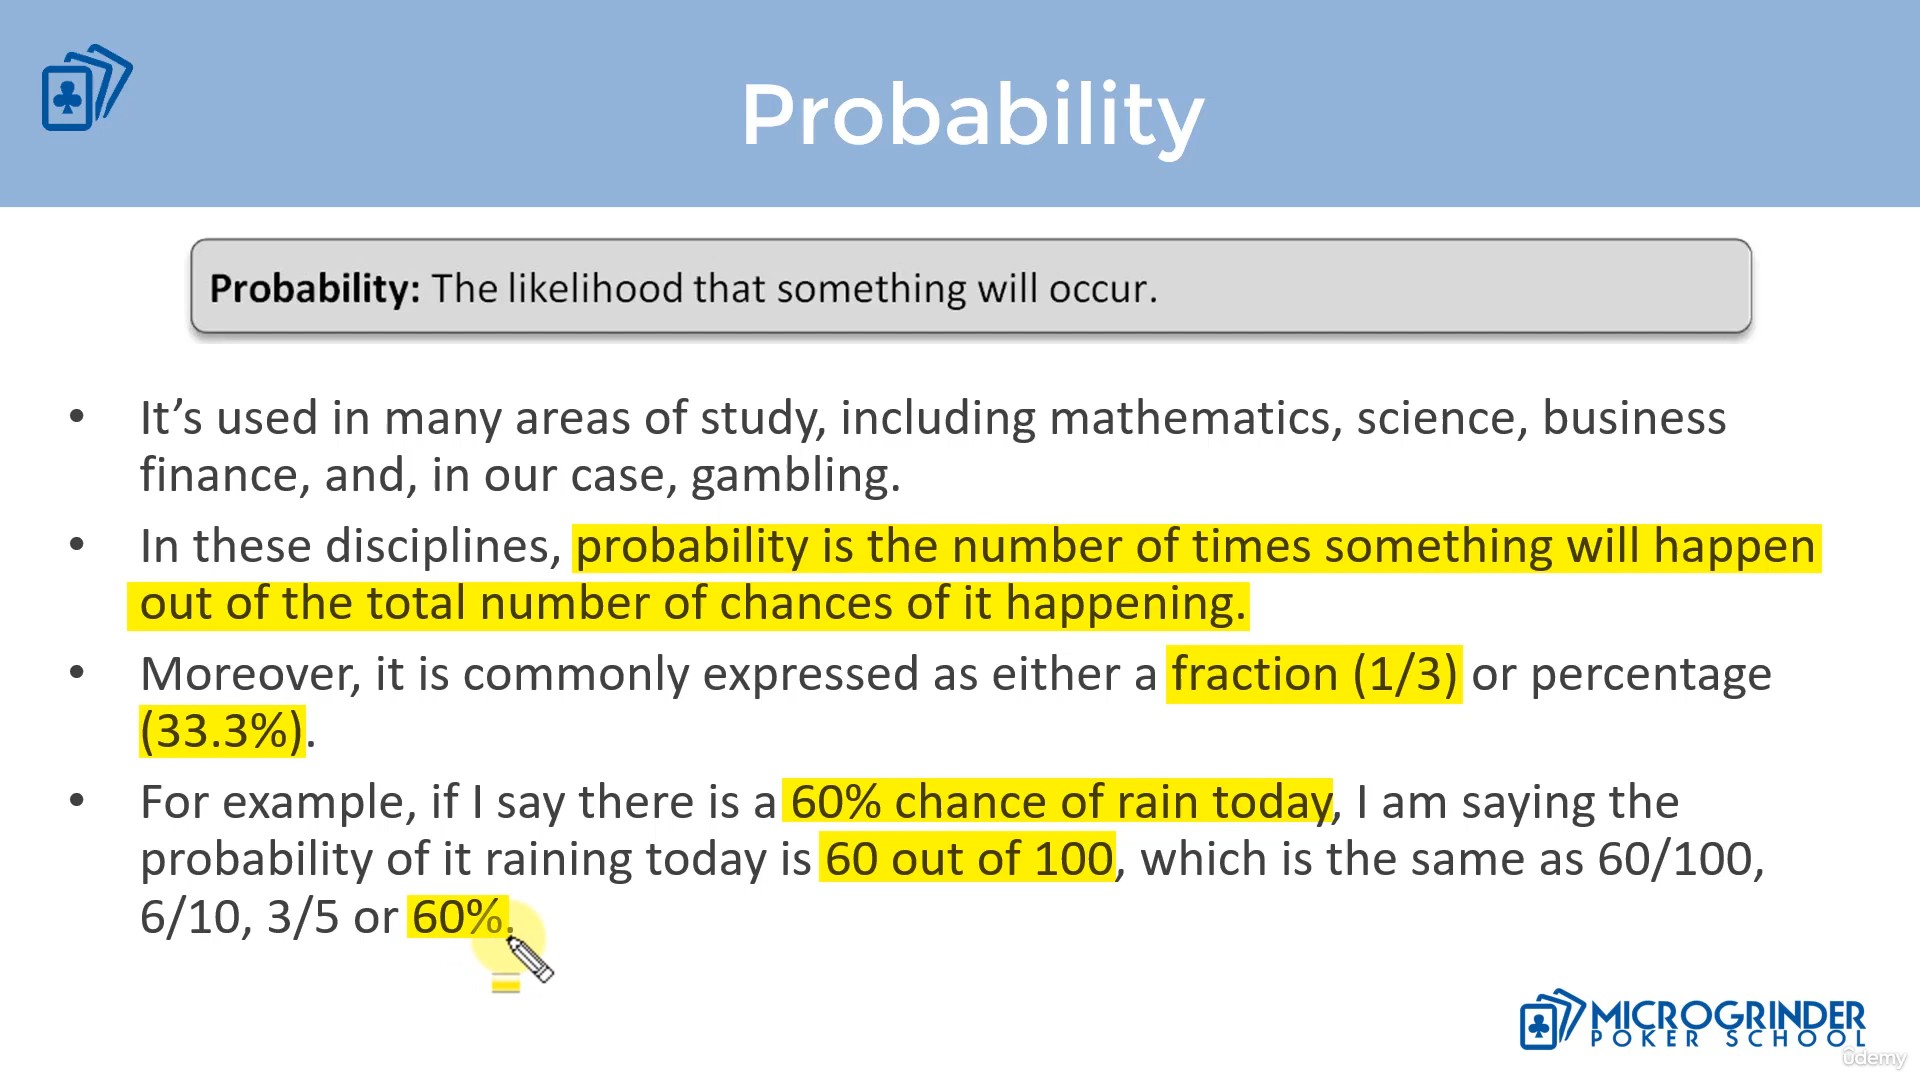 Probability
Probability: The likelihood that something will occur.
• It’s used in many areas of study, including mathematics, science, business
finance, and, in our case, gambling.
• In these disciplines, probability is the number of times something will happen
out of the total number of chances of it happening.
• Moreover, it is commonly expressed as either a fraction (1/3) or percentage
(33.3%).
• For example, if I say there is a 60% chance of rain today, I am saying the
probability of it raining today is 60 out of 100, which is the same as 60/100,
6/10, 3/5 or 60%.
MICROGRINDER
POKER SCHOOL
ûdemy